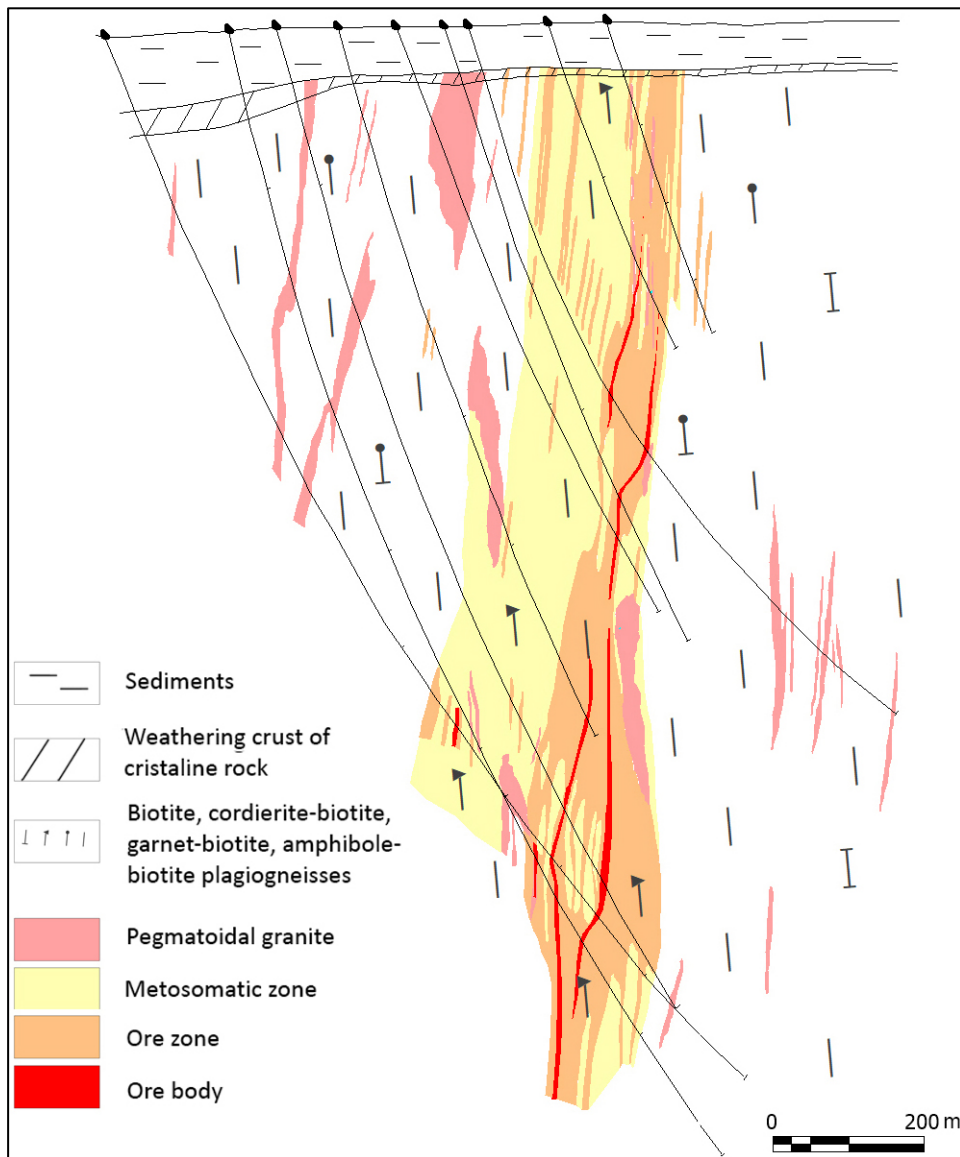 Sediments
Weathering crust of
cristaline rock
Biotite, cordierite-biotite,
garnet-biotite, amphibole-
biotite plagiogneisses
Pegmatoidal granite
Metosomatic zone
Ore zone
Ore body
0 200 m